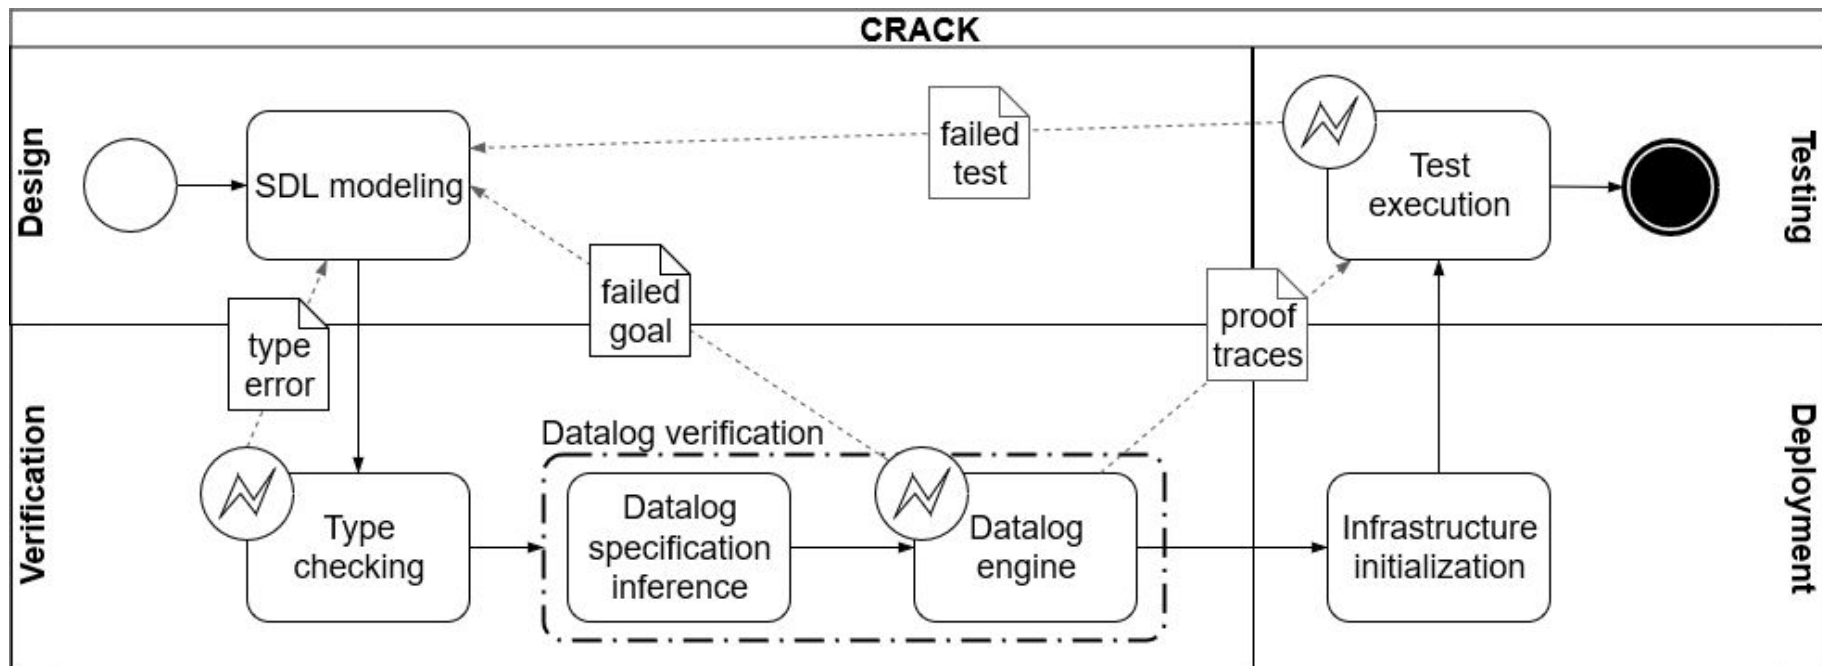 CRACK
Design
SDL modeling
failed
test
Test
execution
Testing
failed
goal
proof
traces
type
error
Verification
Type
checking
Datalog verification
Datalog
specification
inference
Datalog
engine
Infrastructure
initialization
Deployment